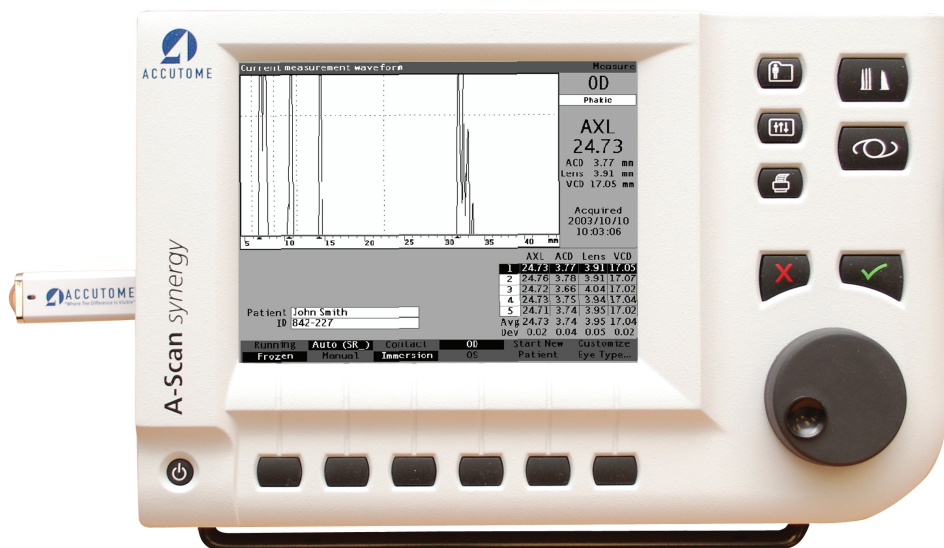 ACCUTOME
Current measurement waveform Measure
OD
Phakic
AXL
24.73
ACD 3.77 mm
Lens 3.91 mm
VCD 17.05 mm
Acquired
2003/10/10
10:03:06
5 10 15 20 25 30 35 40 mm
AXL ACD Lens VCD
1 24.73 3.77 3.91 17.05
2 24.76 3.78 3.91 17.07
3 24.72 3.66 4.04 17.02
4 24.73 3.75 3.94 17.04
5 24.71 3.74 3.95 17.02
Avg 24.73 3.74 3.95 17.04
Dev 0.02 0.04 0.05 0.02
Patient John Smith
ID 842-227
Running Auto (SR_) Contact OD Start New Customize
Frozen Manual Immersion OS Patient Eye Type...
A-Scan synergy
ACCUTOME
"Where The Difference Is Visible"